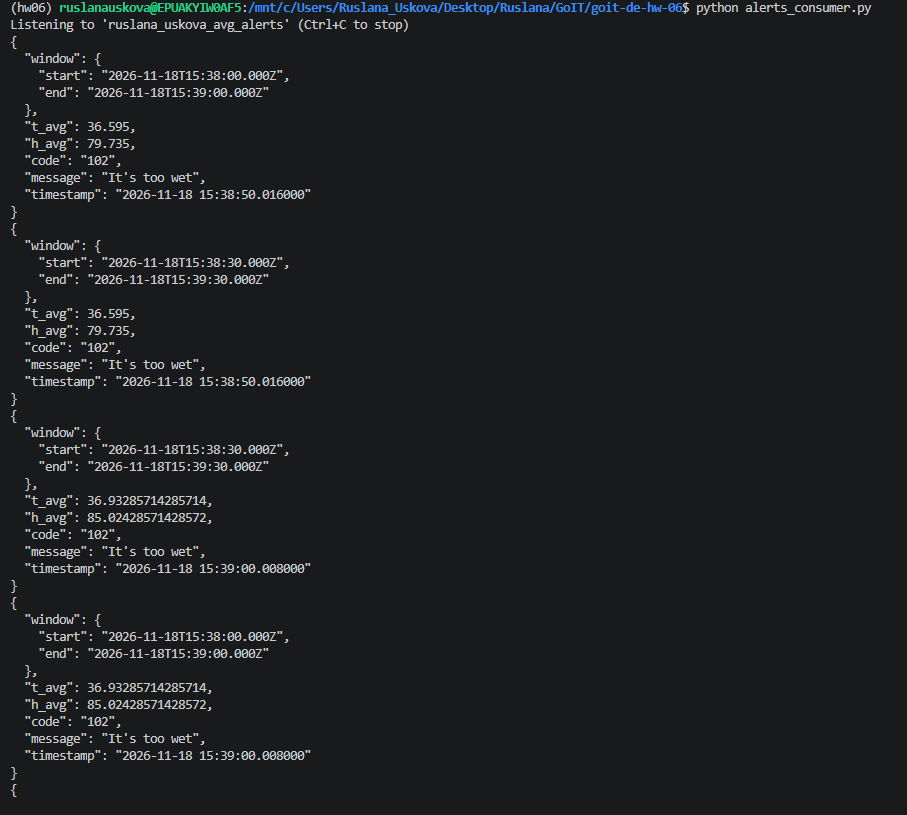 (hw06) ruslanauskova@EPUAKYIW0AF5:/mnt/c/Users/Ruslana_Uskova/Desktop/Ruslana/GoIT/goit-de-hw-06$ python alerts_consumer.py
Listening to 'ruslana_uskova_avg_alerts' (Ctrl+C to stop)
{
  "window": {
    "start": "2026-11-18T15:38:00.000Z",
    "end": "2026-11-18T15:39:00.000Z"
  },
  "t_avg": 36.595,
  "h_avg": 79.735,
  "code": "102",
  "message": "It's too wet",
  "timestamp": "2026-11-18 15:38:50.016000"
}
{
  "window": {
    "start": "2026-11-18T15:38:30.000Z",
    "end": "2026-11-18T15:39:30.000Z"
  },
  "t_avg": 36.595,
  "h_avg": 79.735,
  "code": "102",
  "message": "It's too wet",
  "timestamp": "2026-11-18 15:38:50.016000"
}
{
  "window": {
    "start": "2026-11-18T15:38:30.000Z",
    "end": "2026-11-18T15:39:30.000Z"
  },
  "t_avg": 36.93285714285714,
  "h_avg": 85.02428571428572,
  "code": "102",
  "message": "It's too wet",
  "timestamp": "2026-11-18 15:39:00.008000"
}
{
  "window": {
    "start": "2026-11-18T15:38:00.000Z",
    "end": "2026-11-18T15:39:00.000Z"
  },
  "t_avg": 36.93285714285714,
  "h_avg": 85.02428571428572,
  "code": "102",
  "message": "It's too wet",
  "timestamp": "2026-11-18 15:39:00.008000"
}
{